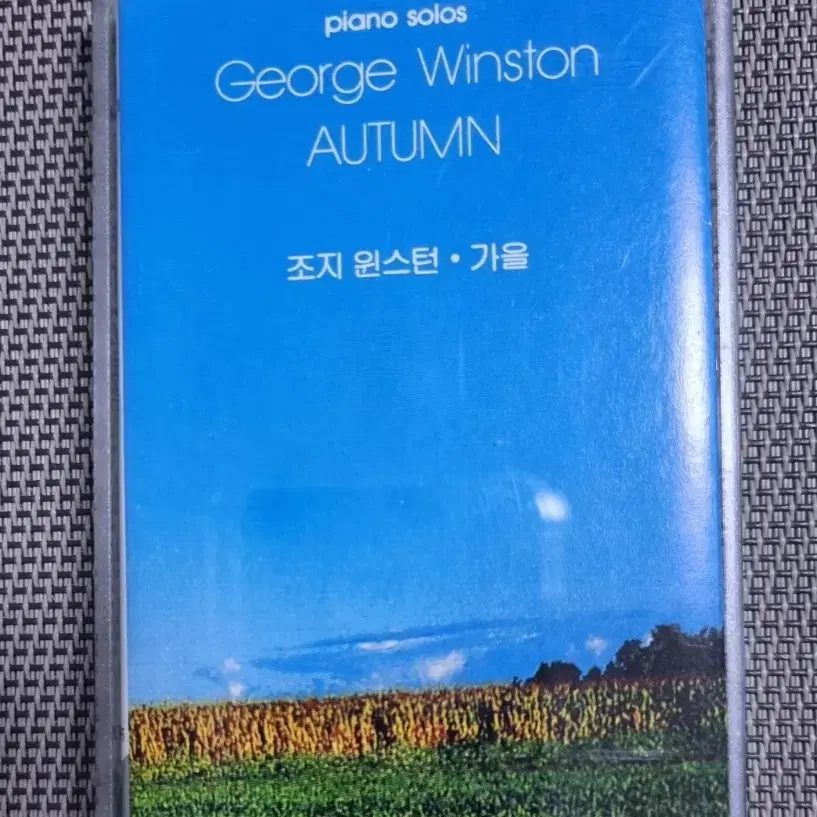 piano solos
George Winston
AUTUMN
조지 윈스턴 • 가을